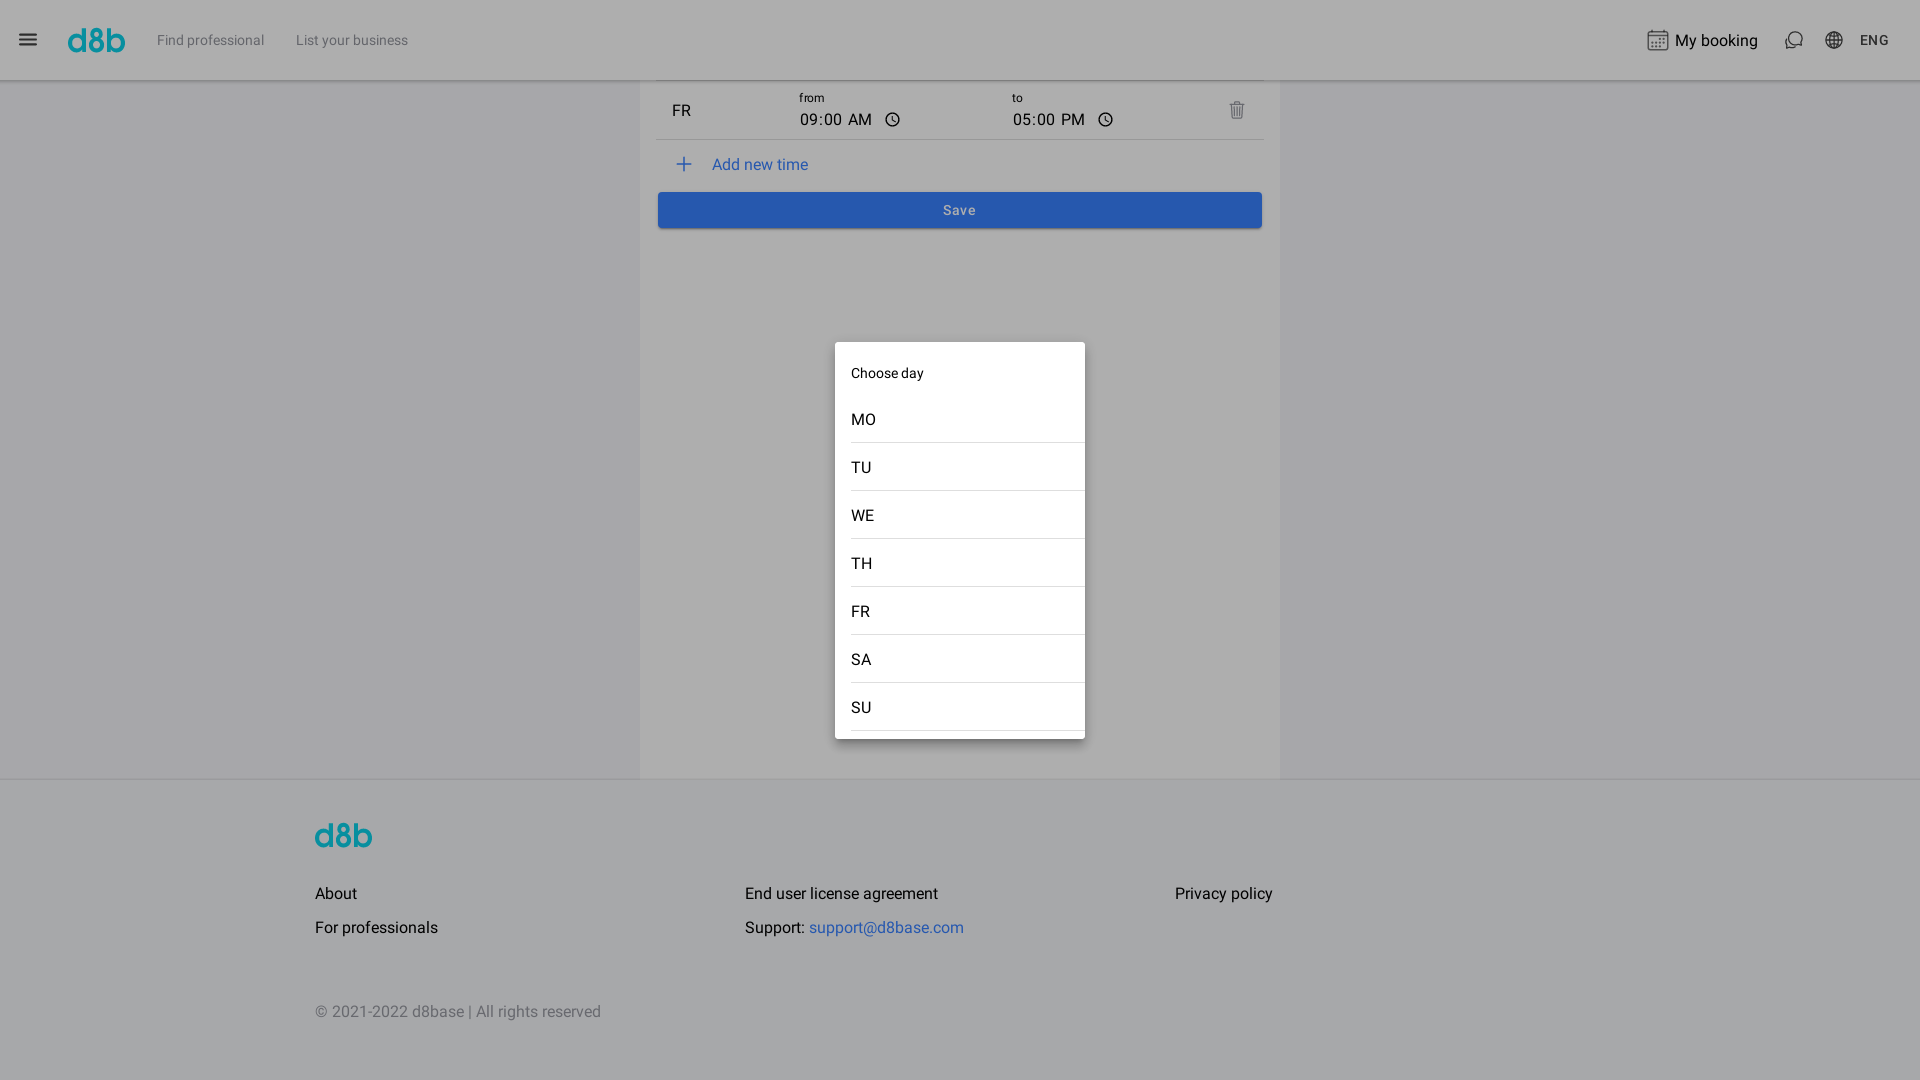 d8b Find professional List your business My booking ENG
from to
FR 09:00 AM 05:00 PM
Add new time
Save
Choose day
MO
TU
WE
TH
FR
SA
SU
d8b
About End user license agreement Privacy policy
For professionals Support: support@d8base.com
© 2021-2022 d8base | All rights reserved